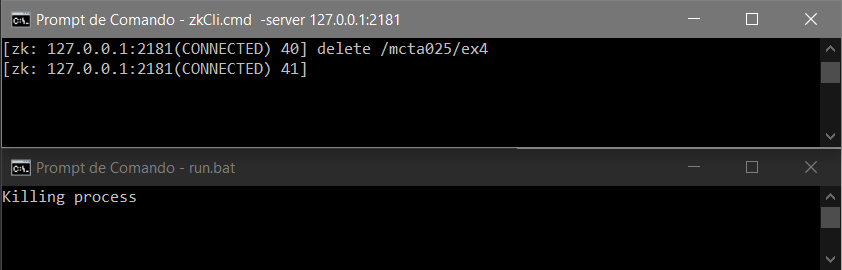 Prompt de Comando - zkCli.cmd  -server 127.0.0.1:2181
[zk: 127.0.0.1:2181(CONNECTED) 40] delete /mcta025/ex4
[zk: 127.0.0.1:2181(CONNECTED) 41]
Prompt de Comando - run.bat
Killing process